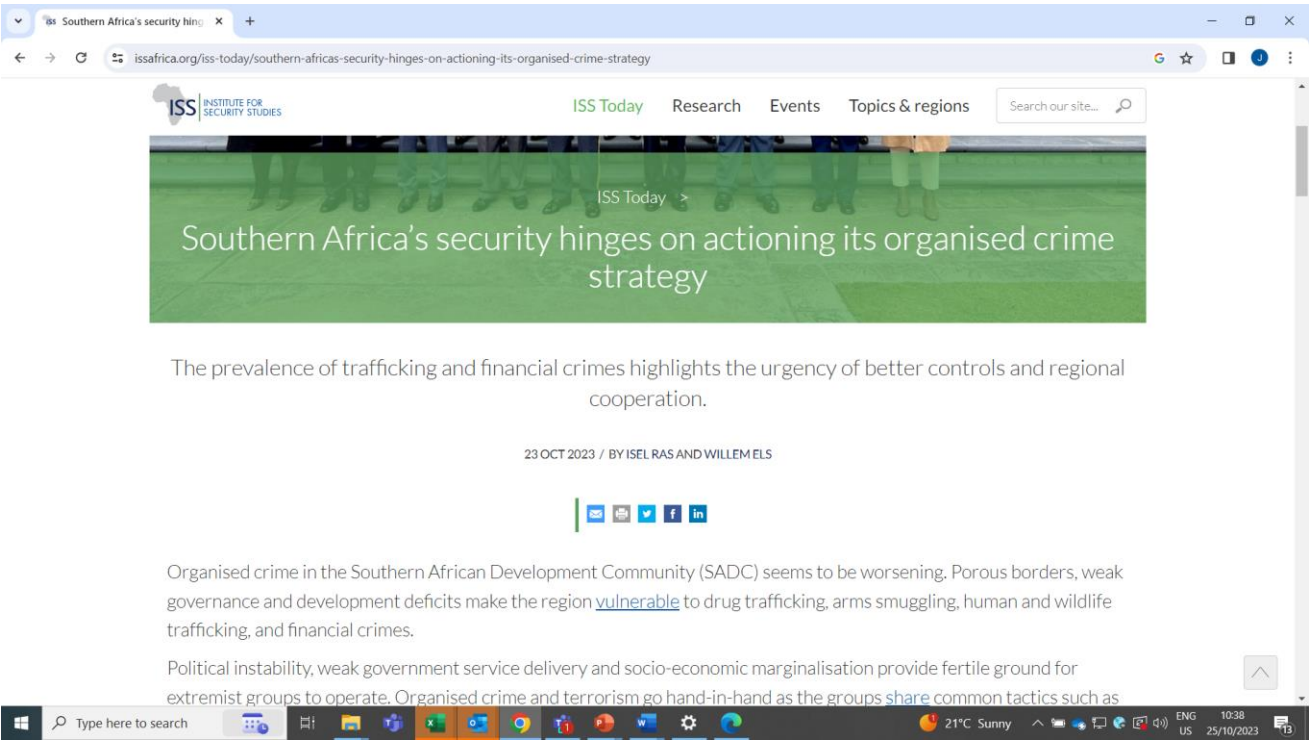 Southern Africa's security hing
issafrica.org/iss-today/southern-africas-security-hinges-on-actioning-its-organised-crime-strategy
J
ISS INSTITUTE FOR
SECURITY STUDIES
ISS Today Research Events Topics & regions Search our site...
ISS Today >
Southern Africa's security hinges on actioning its organised crime
strategy
The prevalence of trafficking and financial crimes highlights the urgency of better controls and regional
cooperation.
23 OCT 2023 / BY ISEL RAS AND WILLEM ELS
Organised crime in the Southern African Development Community (SADC) seems to be worsening. Porous borders, weak
governance and development deficits make the region vulnerable to drug trafficking, arms smuggling, human and wildlife
trafficking, and financial crimes.
Political instability, weak government service delivery and socio-economic marginalisation provide fertile ground for
extremist groups to operate. Organised crime and terrorism go hand-in-hand as the groups share common tactics such as
Type here to search 21°C Sunny ENG 10:38
US 25/10/2023 13